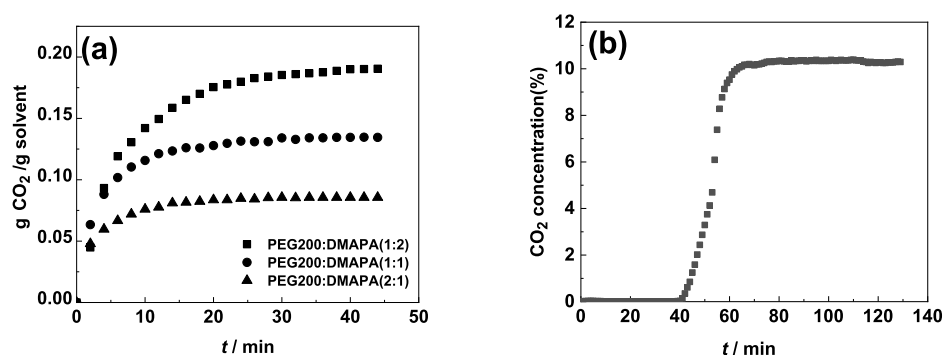 (a)
0.20
0.15
0.10
0.05
0.00
g CO₂ /g solvent
PEG200:DMAPA(1:2)
PEG200:DMAPA(1:1)
PEG200:DMAPA(2:1)
0 10 20 30 40 50
t / min
(b)
12
10
8
6
4
2
0
CO₂ concentration(%)
0 20 40 60 80 100 120 140
t / min